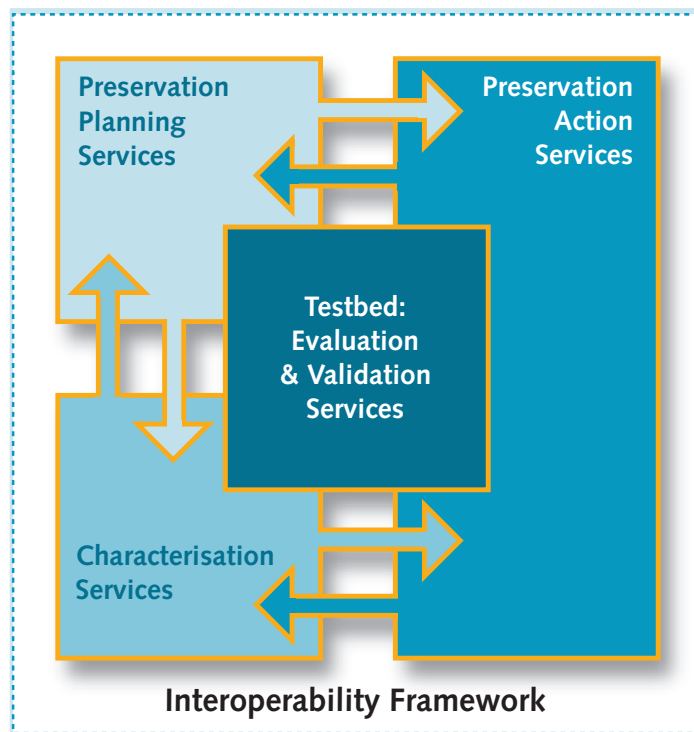 Preservation
Planning
Services
Preservation
Action
Services
Testbed:
Evaluation
& Validation
Services
Characterisation
Services
Interoperability Framework